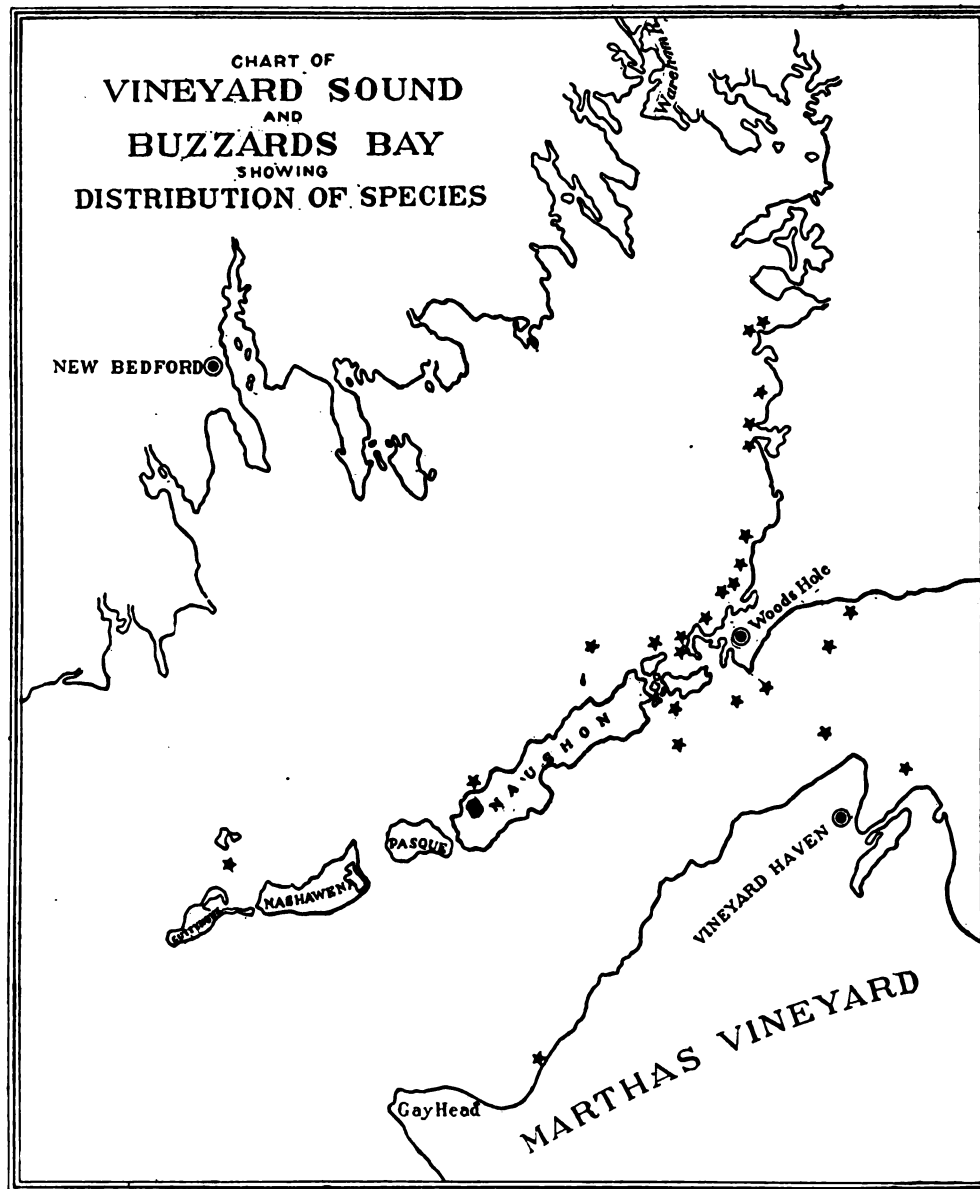 CHART OF
VINEYARD SOUND
AND
BUZZARDS BAY
SHOWING
DISTRIBUTION OF SPECIES
Wareham R.
NEW BEDFORD
Woods Hole
NAUSHON
PASQUE
NASHAWENA
VINEYARD HAVEN
MARTHAS VINEYARD
Gay Head